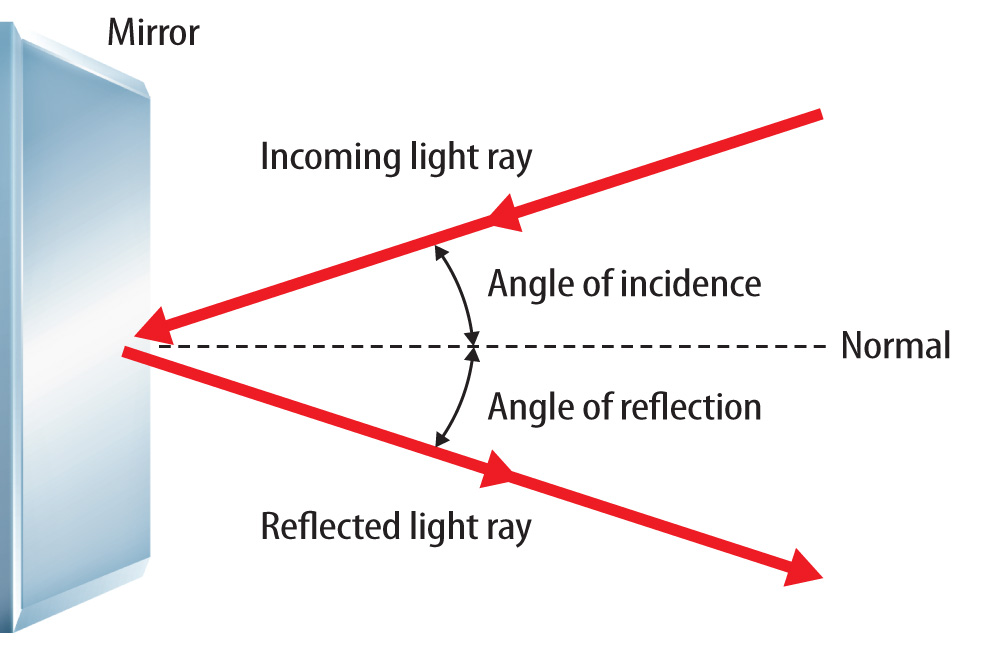 Mirror
Incoming light ray
Angle of incidence
Normal
Angle of reflection
Reflected light ray